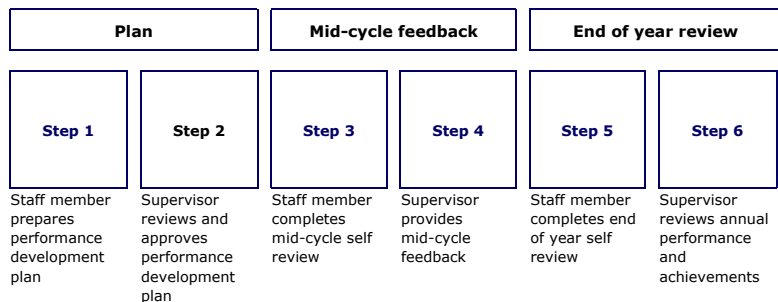 Plan
Mid-cycle feedback
End of year review
Step 1
Step 2
Step 3
Step 4
Step 5
Step 6
Staff member
prepares
performance
development
plan
Supervisor
reviews and
approves
performance
development
plan
Staff member
completes
mid-cycle self
review
Supervisor
provides
mid-cycle
feedback
Staff member
completes end
of year self
review
Supervisor
reviews annual
performance
and
achievements